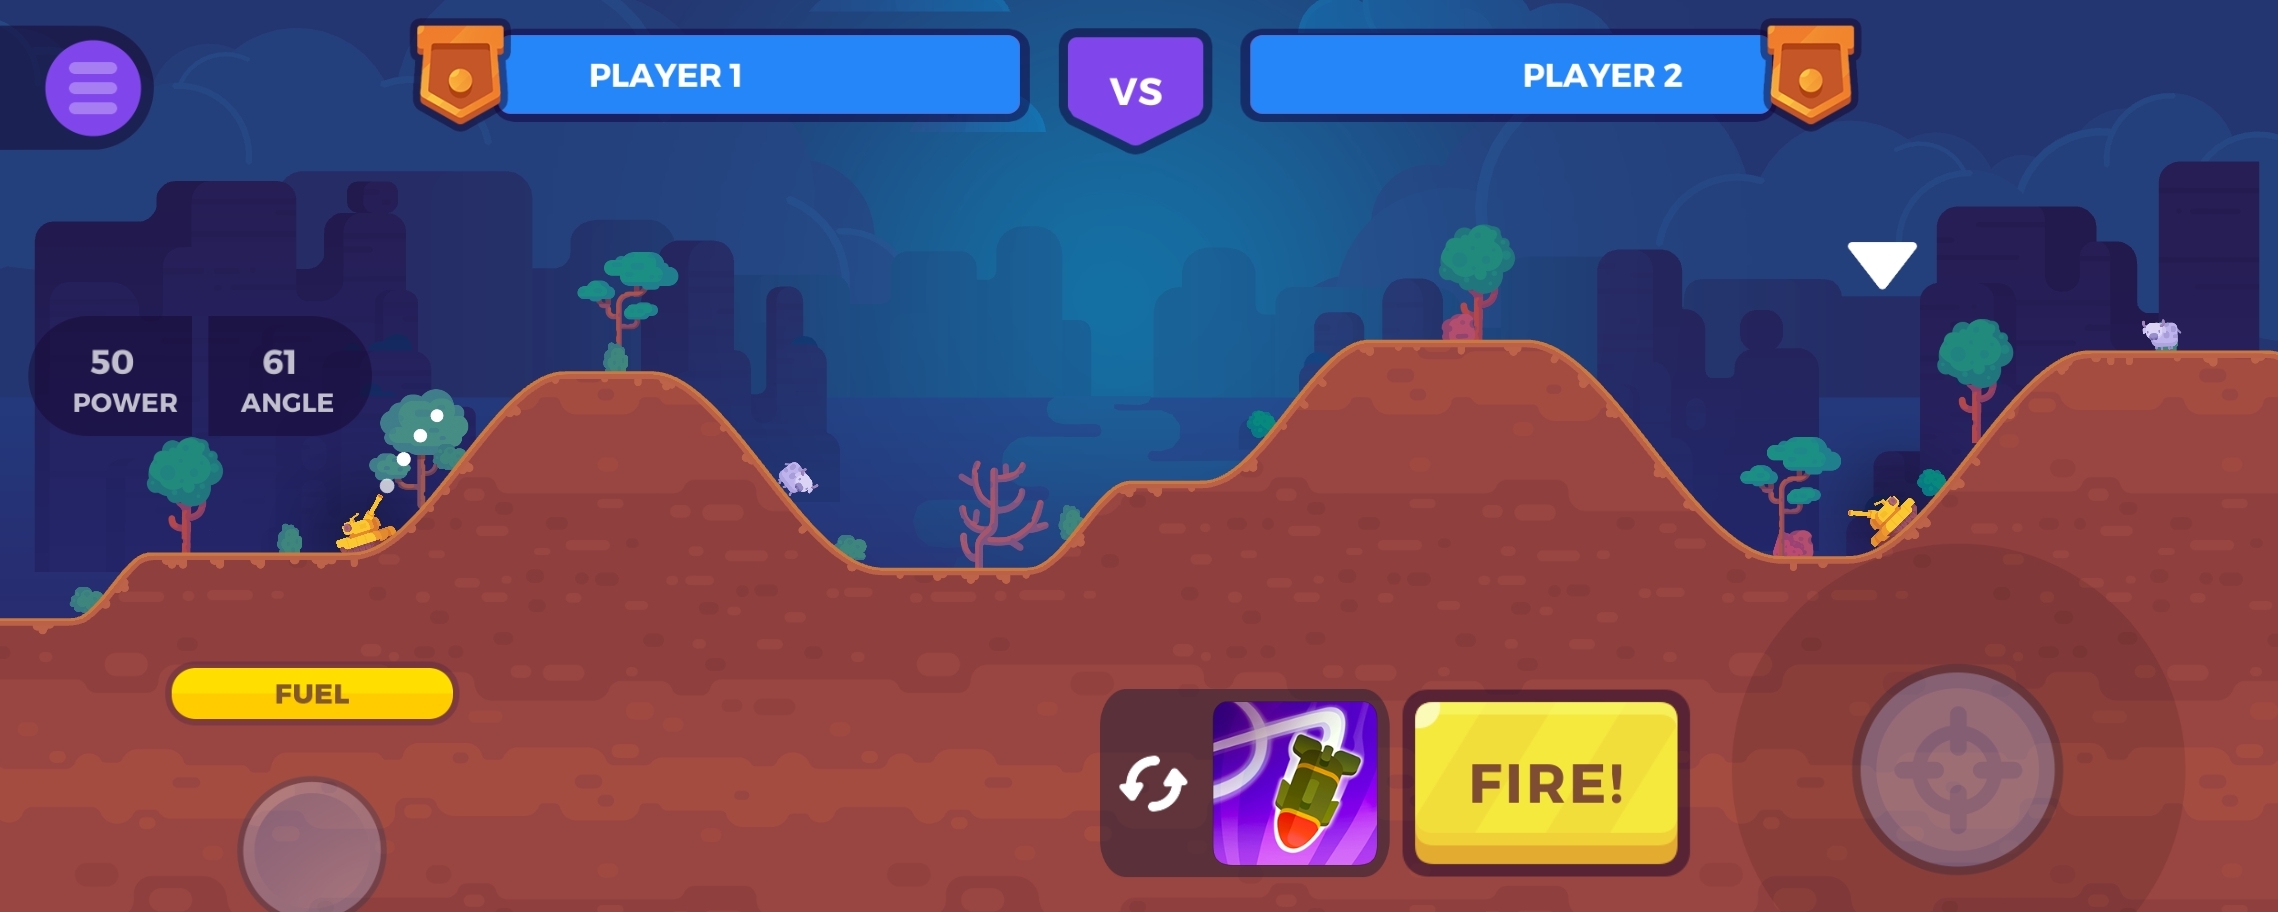 PLAYER 1
VS
PLAYER 2
50
POWER
61
ANGLE
FUEL
FIRE!